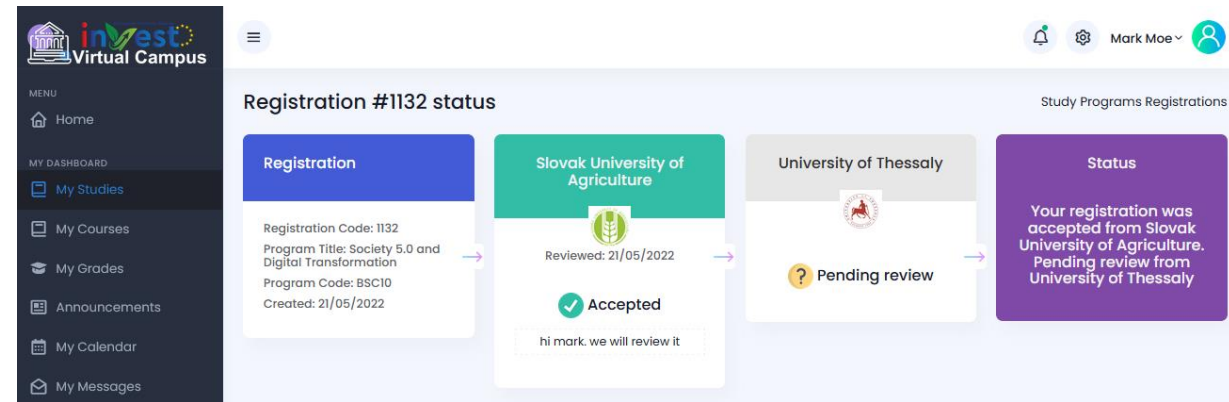 invest
Virtual Campus
Mark Moe
MENU
Home
MY DASHBOARD
My Studies
My Courses
My Grades
Announcements
My Calendar
My Messages
Registration #1132 status
Study Programs Registrations
Registration
Registration Code: 1132
Program Title: Society 5.0 and
Digital Transformation
Program Code: BSC10
Created: 21/05/2022
Slovak University of
Agriculture
Reviewed: 21/05/2022
Accepted
hi mark. we will review it
University of Thessaly
? Pending review
Status
Your registration was
accepted from Slovak
University of Agriculture.
Pending review from
University of Thessaly